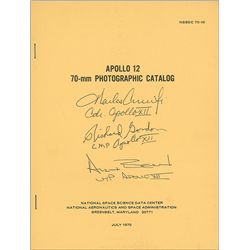 NSSDC 70-10
APOLLO 12
70-mm PHOTOGRAPHIC CATALOG
Charles Conrad Jr
Cdr. Apollo XII
Richard Gordon
CMP Apollo XII
Alan Bean
LMP Apollo XII
NATIONAL SPACE SCIENCE DATA CENTER
NATIONAL AERONAUTICS AND SPACE ADMINISTRATION
GREENBELT, MARYLAND 20771
JULY 1970